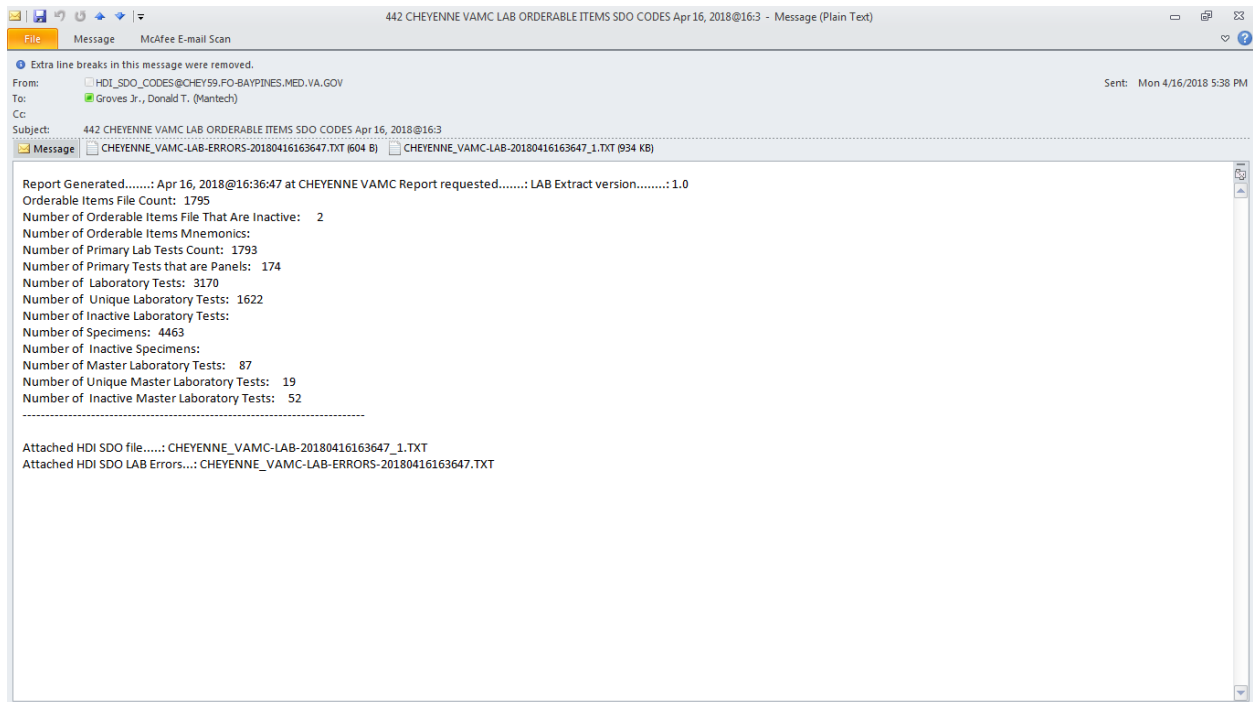 442 CHEYENNE VAMC LAB ORDERABLE ITEMS SDO CODES Apr 16, 2018@16:3 - Message (Plain Text)
File Message McAfee E-mail Scan
Extra line breaks in this message were removed.
From: HDI_SDO_CODES@CHEY59.FO-BAYPINES.MED.VA.GOV Sent: Mon 4/16/2018 5:38 PM
To: Groves Jr., Donald T. (Mantech)
Cc:
Subject: 442 CHEYENNE VAMC LAB ORDERABLE ITEMS SDO CODES Apr 16, 2018@16:3
Message CHEYENNE_VAMC-LAB-ERRORS-20180416163647.TXT (604 B) CHEYENNE_VAMC-LAB-20180416163647_1.TXT (934 KB)
Report Generated.......: Apr 16, 2018@16:36:47 at CHEYENNE VAMC Report requested.......: LAB Extract version........: 1.0
Orderable Items File Count: 1795
Number of Orderable Items File That Are Inactive: 2
Number of Orderable Items Mnemonics:
Number of Primary Lab Tests Count: 1793
Number of Primary Tests that are Panels: 174
Number of Laboratory Tests: 3170
Number of Unique Laboratory Tests: 1622
Number of Inactive Laboratory Tests:
Number of Specimens: 4463
Number of Inactive Specimens:
Number of Master Laboratory Tests: 87
Number of Unique Master Laboratory Tests: 19
Number of Inactive Master Laboratory Tests: 52
----------------------------------------------------------------------------
Attached HDI SDO file.....: CHEYENNE_VAMC-LAB-20180416163647_1.TXT
Attached HDI SDO LAB Errors...: CHEYENNE_VAMC-LAB-ERRORS-20180416163647.TXT